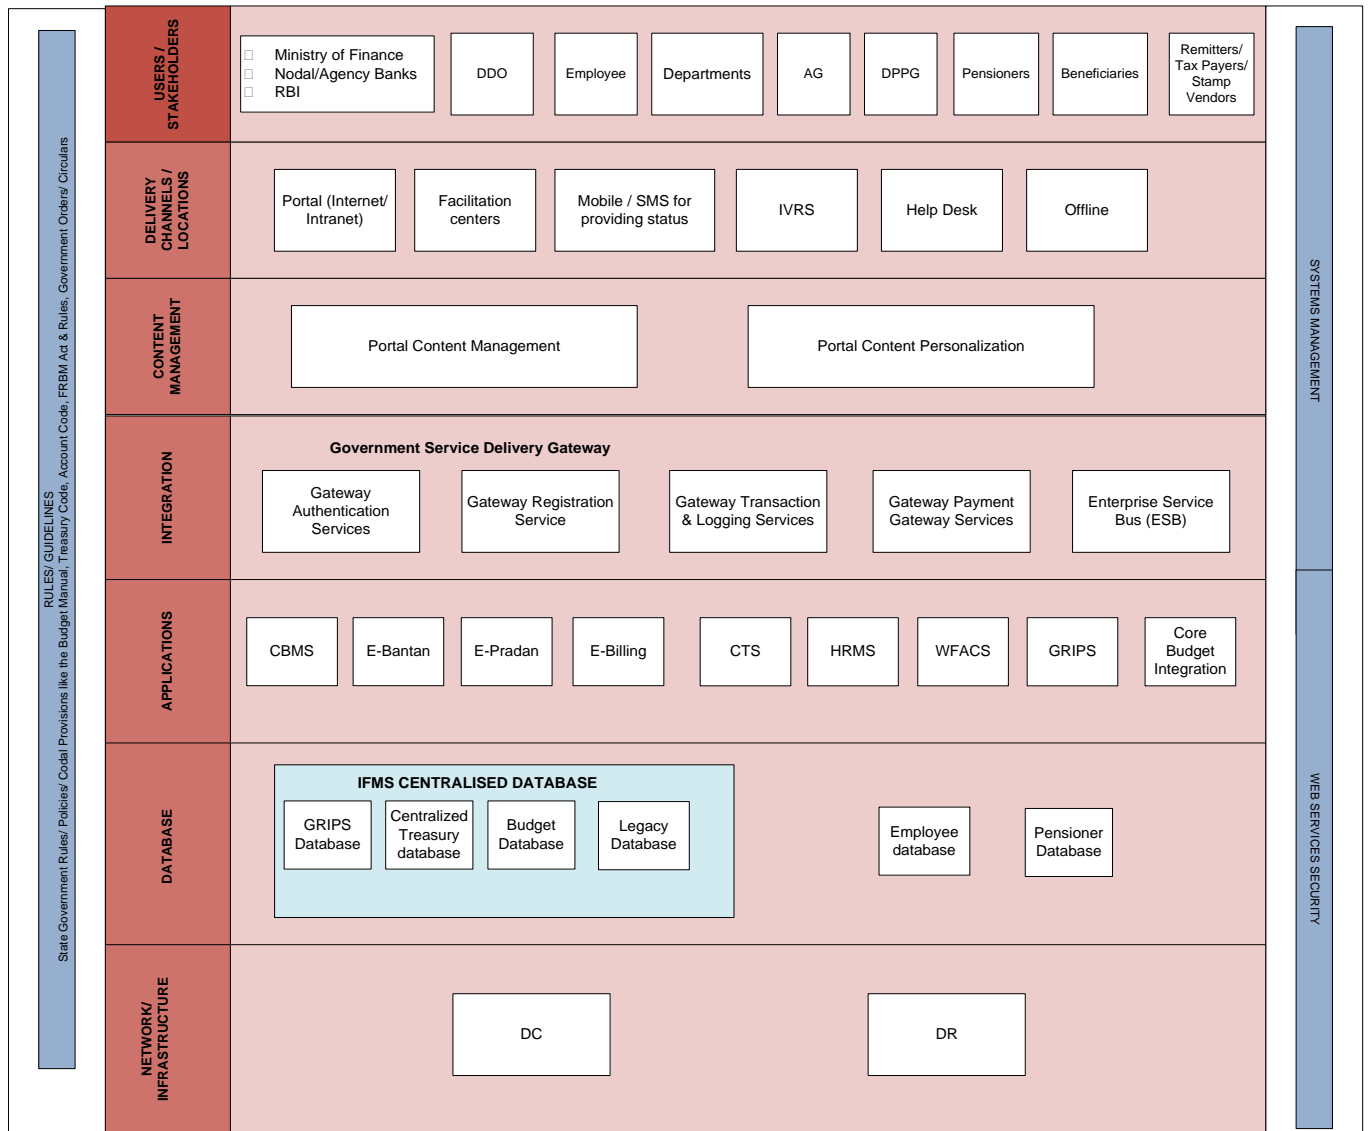 RULES/ GUIDELINES
State Government Rules/ Policies/ Codal Provisions like the Budget Manual, Treasury Code, Account Code, FRBM Act & Rules, Government Orders/ Circulars
USERS /
STAKEHOLDERS
Ministry of Finance
Nodal/Agency Banks
RBI
DDO
Employee
Departments
AG
DPPG
Pensioners
Beneficiaries
Remitters/
Tax Payers/
Stamp
Vendors
DELIVERY
CHANNELS /
LOCATIONS
Portal (Internet/
Intranet)
Facilitation
centers
Mobile / SMS for
providing status
IVRS
Help Desk
Offline
CONTENT
MANAGEMENT
Portal Content Management
Portal Content Personalization
INTEGRATION
Government Service Delivery Gateway
Gateway
Authentication
Services
Gateway Registration
Service
Gateway Transaction
& Logging Services
Gateway Payment
Gateway Services
Enterprise Service
Bus (ESB)
APPLICATIONS
CBMS
E-Bantan
E-Pradan
E-Billing
CTS
HRMS
WFACS
GRIPS
Core
Budget
Integration
DATABASE
IFMS CENTRALISED DATABASE
GRIPS
Database
Centralized
Treasury
database
Budget
Database
Legacy
Database
Employee
database
Pensioner
Database
NETWORK/
INFRASTRUCTURE
DC
DR
SYSTEMS MANAGEMENT
WEB SERVICES SECURITY